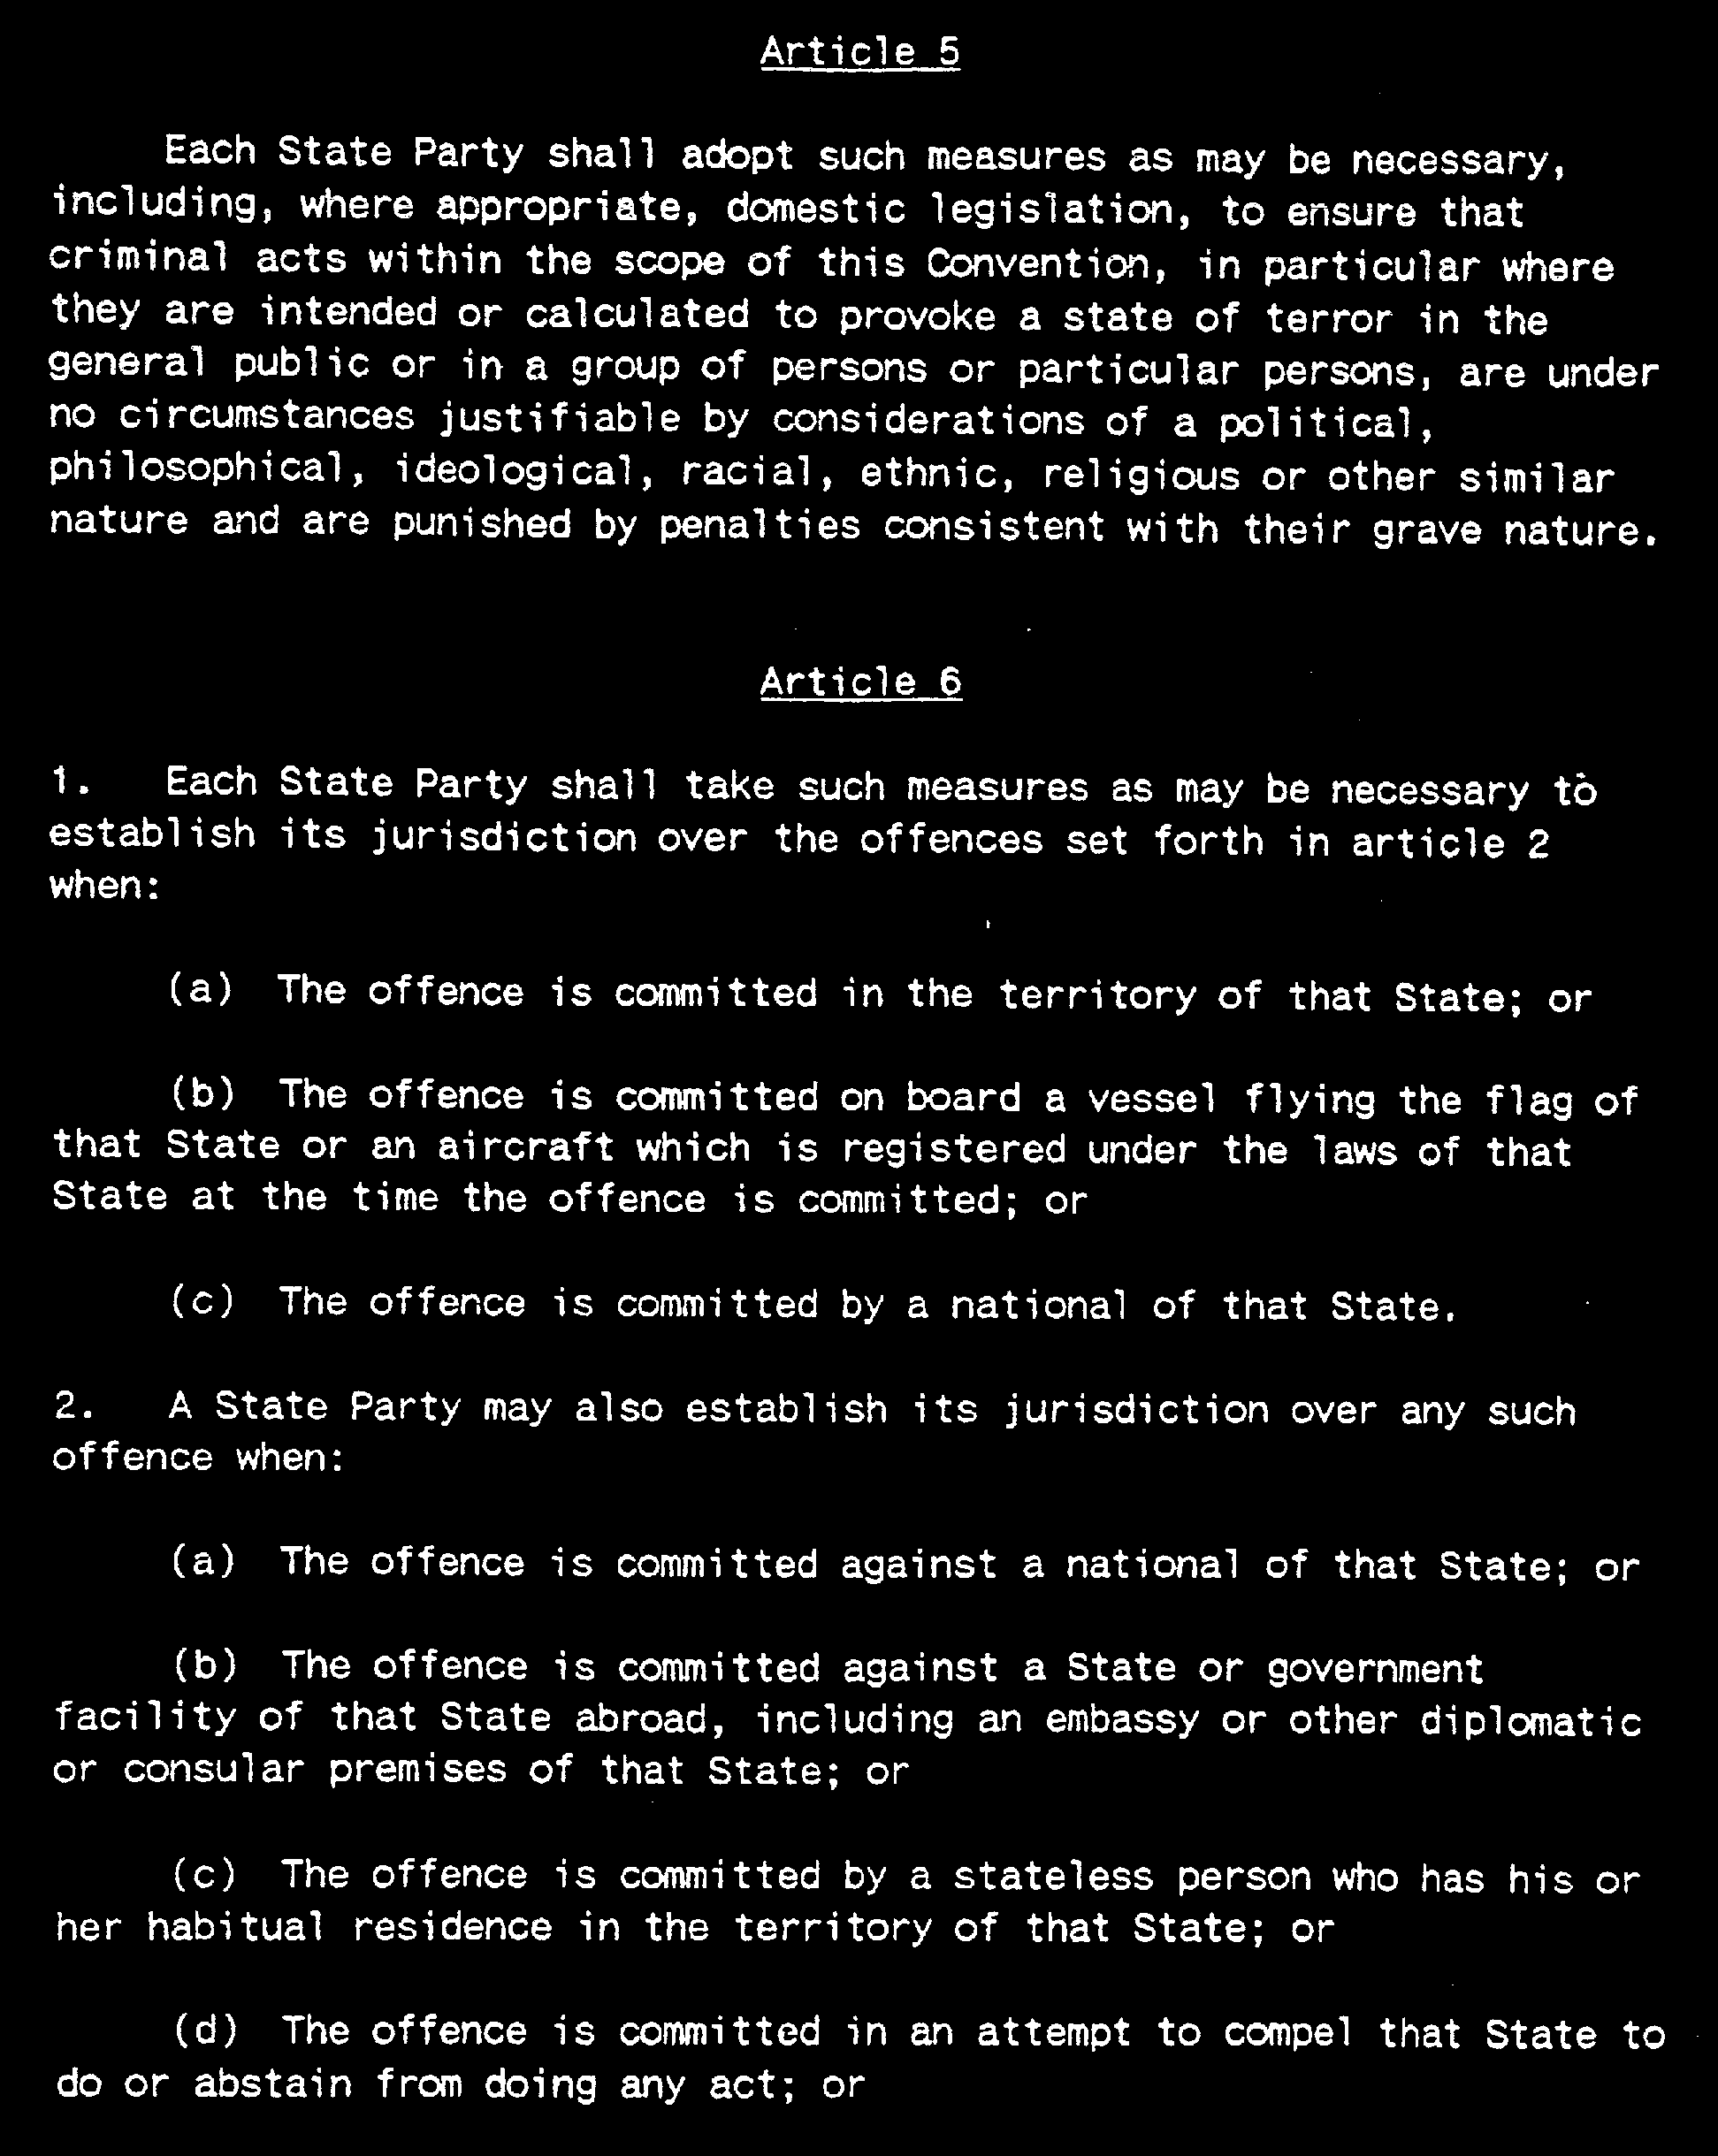 Article 5
Each State Party shall adopt such measures as may be necessary,
including, where appropriate, domestic legislation, to ensure that
criminal acts within the scope of this Convention, in particular where
they are intended or calculated to provoke a state of terror in the
general public or in a group of persons or particular persons, are under
no circumstances justifiable by considerations of a political,
philosophical, ideological, racial, ethnic, religious or other similar
nature and are punished by penalties consistent with their grave nature.
Article 6
1. Each State Party shall take such measures as may be necessary to
establish its jurisdiction over the offences set forth in article 2
when:
(a) The offence is committed in the territory of that State; or
(b) The offence is committed on board a vessel flying the flag of
that State or an aircraft which is registered under the laws of that
State at the time the offence is committed; or
(c) The offence is committed by a national of that State.
2. A State Party may also establish its jurisdiction over any such
offence when:
(a) The offence is committed against a national of that State; or
(b) The offence is committed against a State or government
facility of that State abroad, including an embassy or other diplomatic
or consular premises of that State; or
(c) The offence is committed by a stateless person who has his or
her habitual residence in the territory of that State; or
(d) The offence is committed in an attempt to compel that State to
do or abstain from doing any act; or